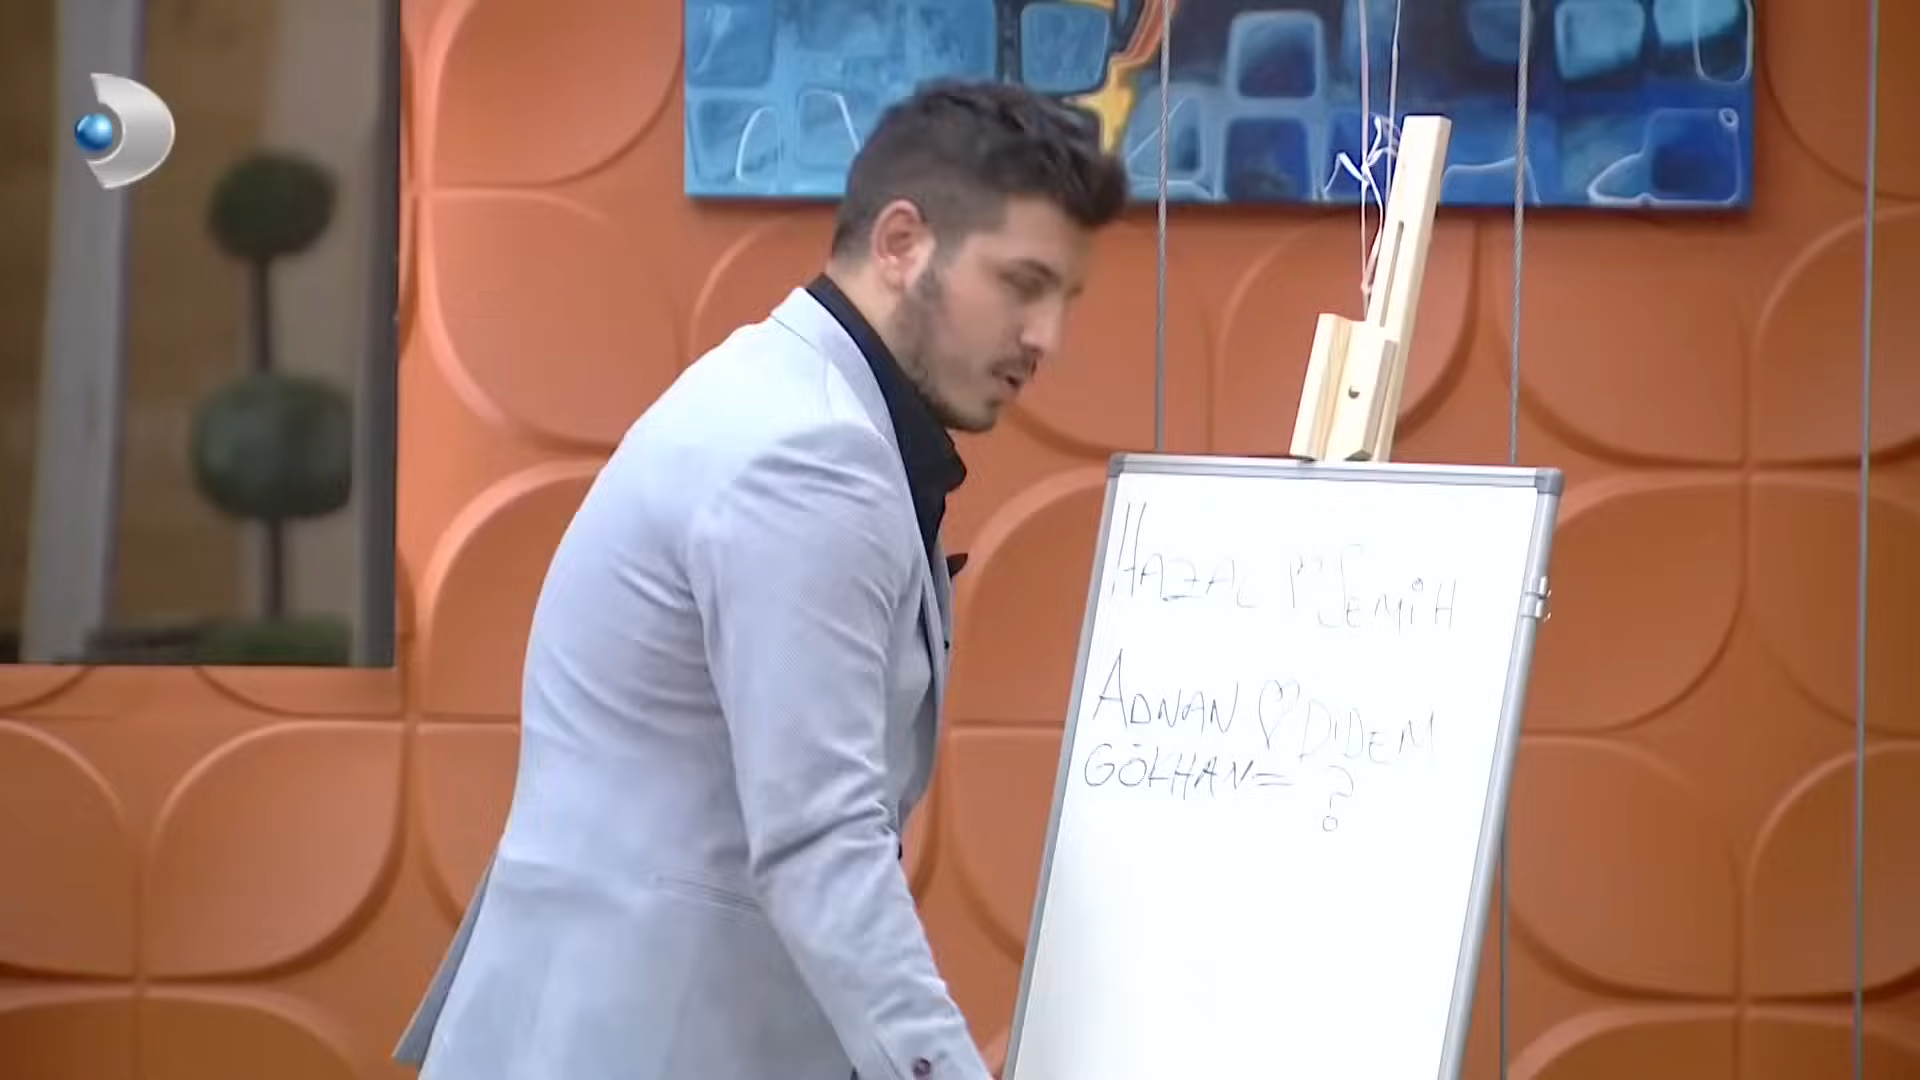 HAZAL ♡ SEMİH
ADNAN ♡ DİDEM
GÖKHAN = ?